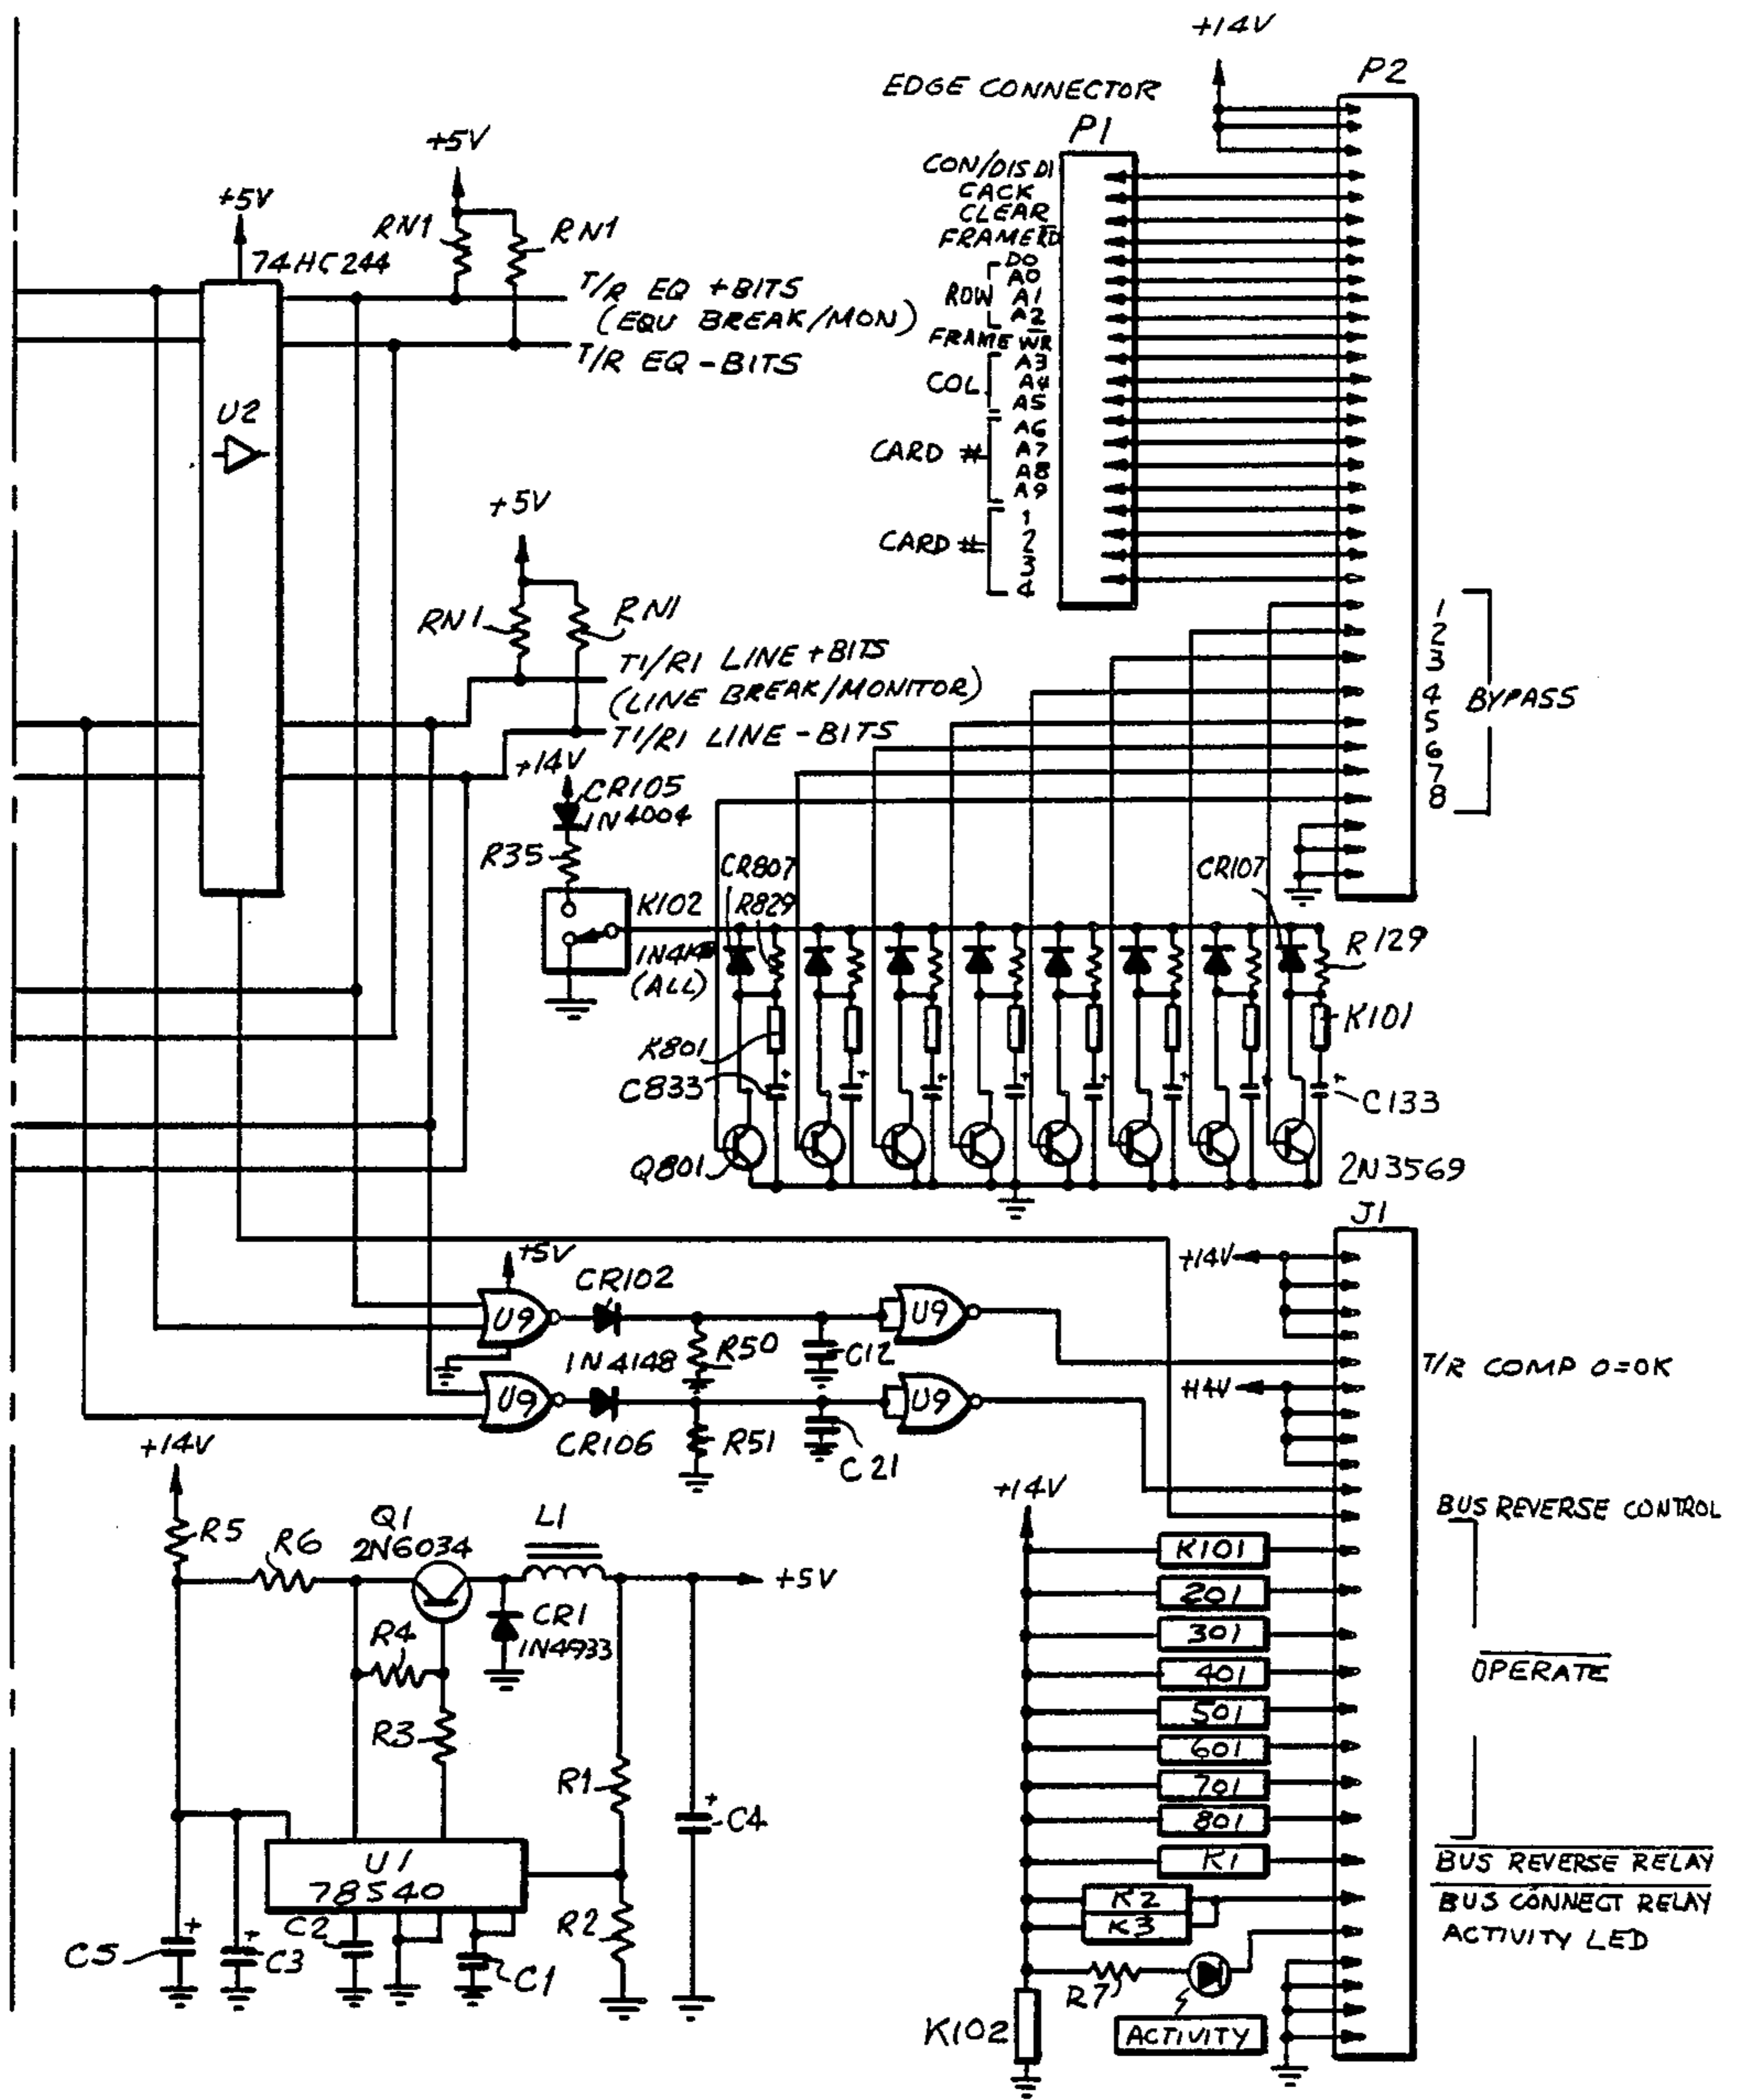 +14V
P2
EDGE CONNECTOR
P1
CON/DIS D1
CACK
CLEAR
FRAME RD
D0
A0
ROW A1
A2
FRAME WR
A3
COL A4
A5
A6
CARD # A7
A8
A9
1
CARD # 2
3
4
+5V
+5V
RN1
RN1
74HC244
T/R EQ +BITS
(EQU BREAK/MON)
T/R EQ -BITS
U2
+5V
RN1
RN1
T1/R1 LINE +BITS
(LINE BREAK/MONITOR)
T1/R1 LINE -BITS
1
2
3
4
5
6
7
8
BYPASS
+14V
CR105
1N4004
R35
K102
CR807
R829
1N4148
(ALL)
CR107
R129
K801
K101
C833
C133
Q801
2N3569
J1
+14V
+5V
CR102
U9
U9
1N4148
R50
C12
T/R COMP 0=OK
+14V
U9
U9
CR106
R51
C21
+14V
R5
R6
Q1
2N6034
L1
+5V
CR1
1N4933
R4
R3
R1
C4
U1
78S40
C2
R2
C5
C3
C1
+14V
BUS REVERSE CONTROL
K101
201
301
401
OPERATE
501
601
701
801
K1
BUS REVERSE RELAY
K2
BUS CONNECT RELAY
K3
ACTIVITY LED
R7
K102
ACTIVITY